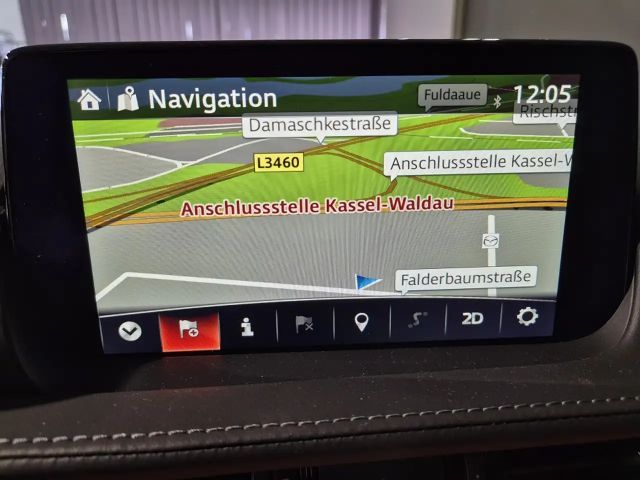 Navigation
Fuldaaue
12:05
Damaschkestraße
L3460
Anschlussstelle Kassel-W
Anschlussstelle Kassel-Waldau
Falderbaumstraße
2D